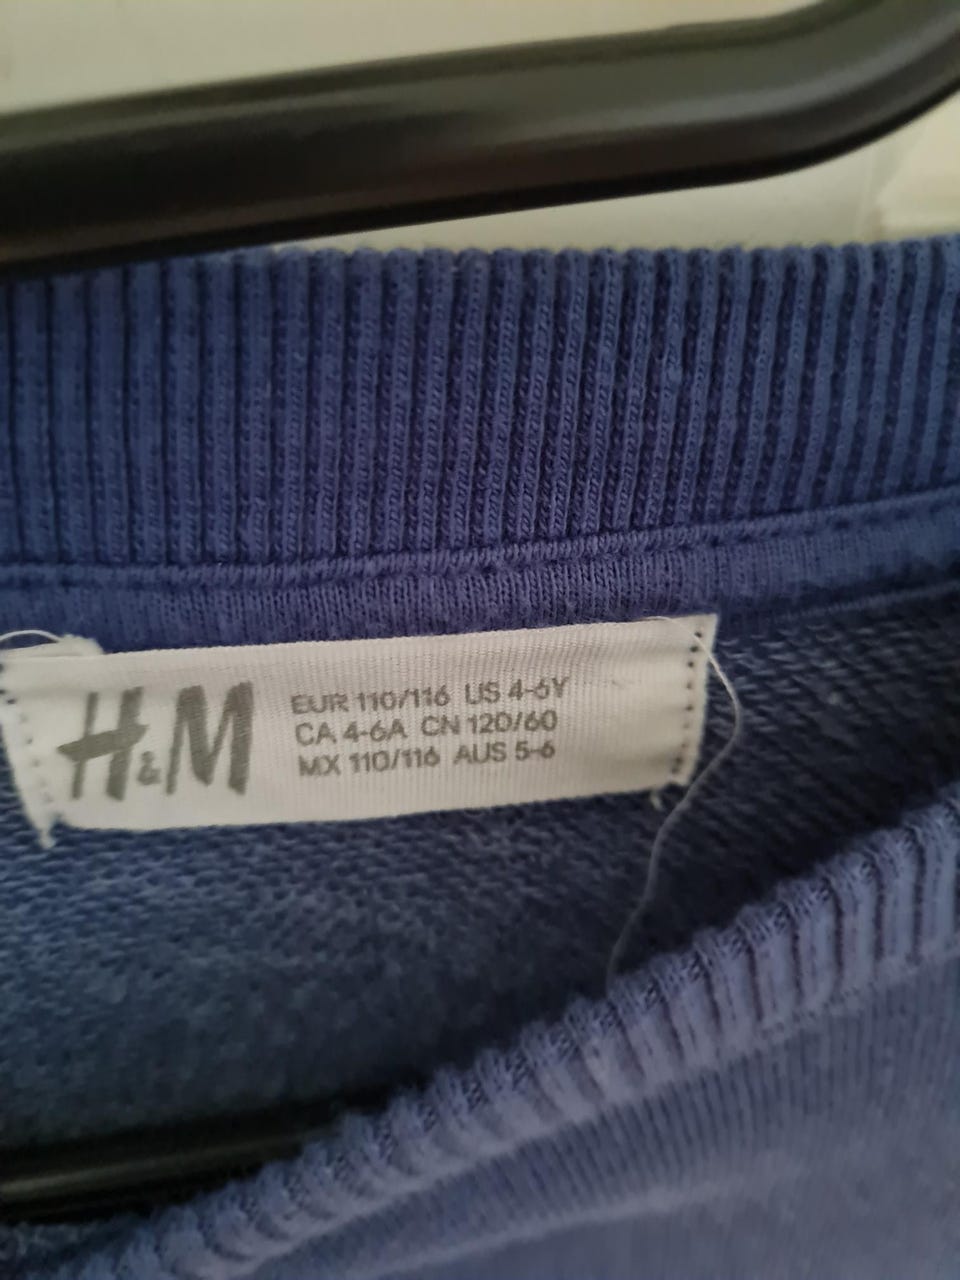 H&M
EUR 110/116 US 4-6Y
CA 4-6A CN 120/60
MX 110/116 AUS 5-6